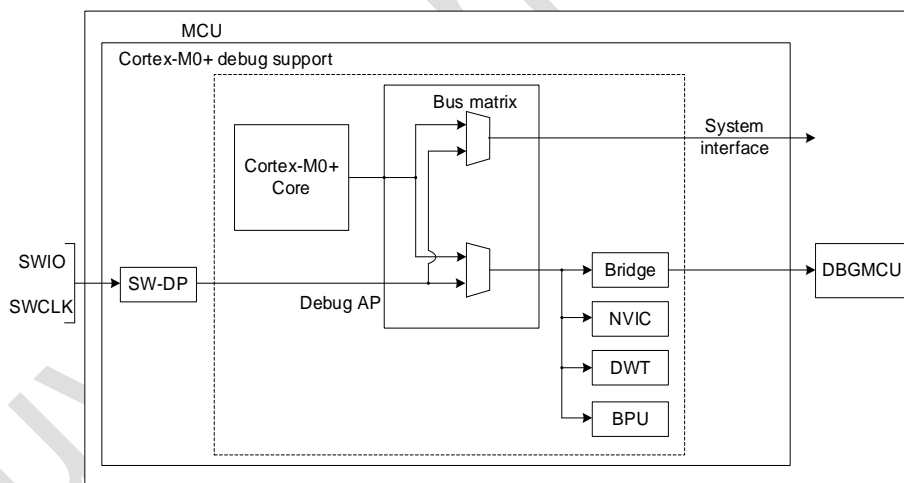 MCU
Cortex-M0+ debug support
Bus matrix
Cortex-M0+
Core
System
interface
SWIO
SWCLK
SW-DP
Debug AP
Bridge
DBGMCU
NVIC
DWT
BPU